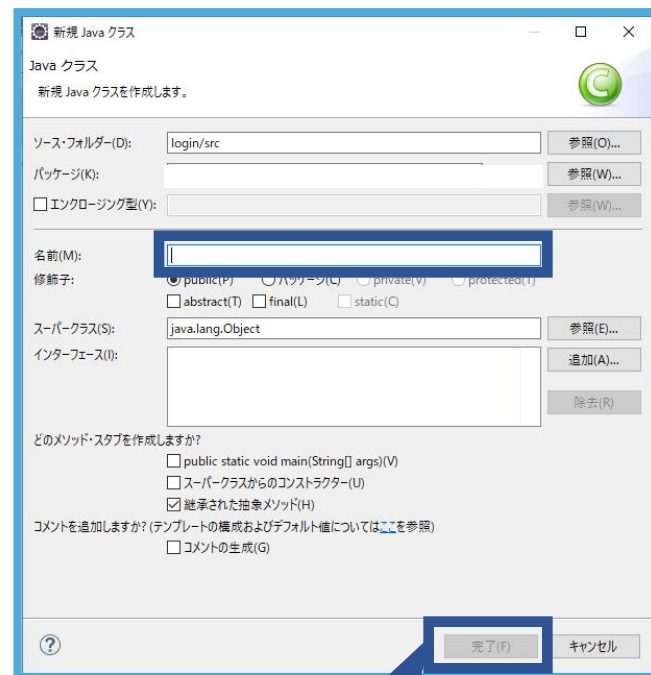 新規 Java クラス
Java クラス
新規 Java クラスを作成します。
C
ソース・フォルダー(D): login/src 参照(O)...
パッケージ(K): 参照(W)...
エンクロージング型(Y): 参照(W)...
名前(M):
修飾子: public(P) パッケージ(C) private(V) protected(T)
abstract(T) final(L) static(C)
スーパークラス(S): java.lang.Object 参照(E)...
インターフェース(I): 追加(A)...
除去(R)
どのメソッド・スタブを作成しますか?
public static void main(String[] args)(V)
スーパークラスからのコンストラクター(U)
継承された抽象メソッド(H)
コメントを追加しますか? (テンプレートの構成およびデフォルト値についてはここを参照)
コメントの生成(G)
? 完了(F) キャンセル